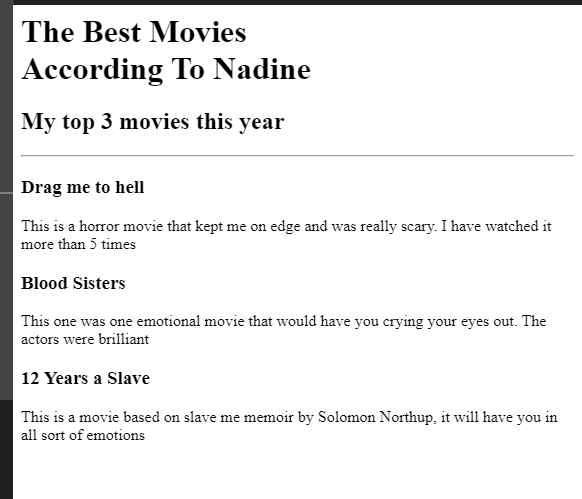 The Best Movies
According To Nadine
My top 3 movies this year
Drag me to hell
This is a horror movie that kept me on edge and was really scary. I have watched it
more than 5 times
Blood Sisters
This one was one emotional movie that would have you crying your eyes out. The
actors were brilliant
12 Years a Slave
This is a movie based on slave me memoir by Solomon Northup, it will have you in
all sort of emotions